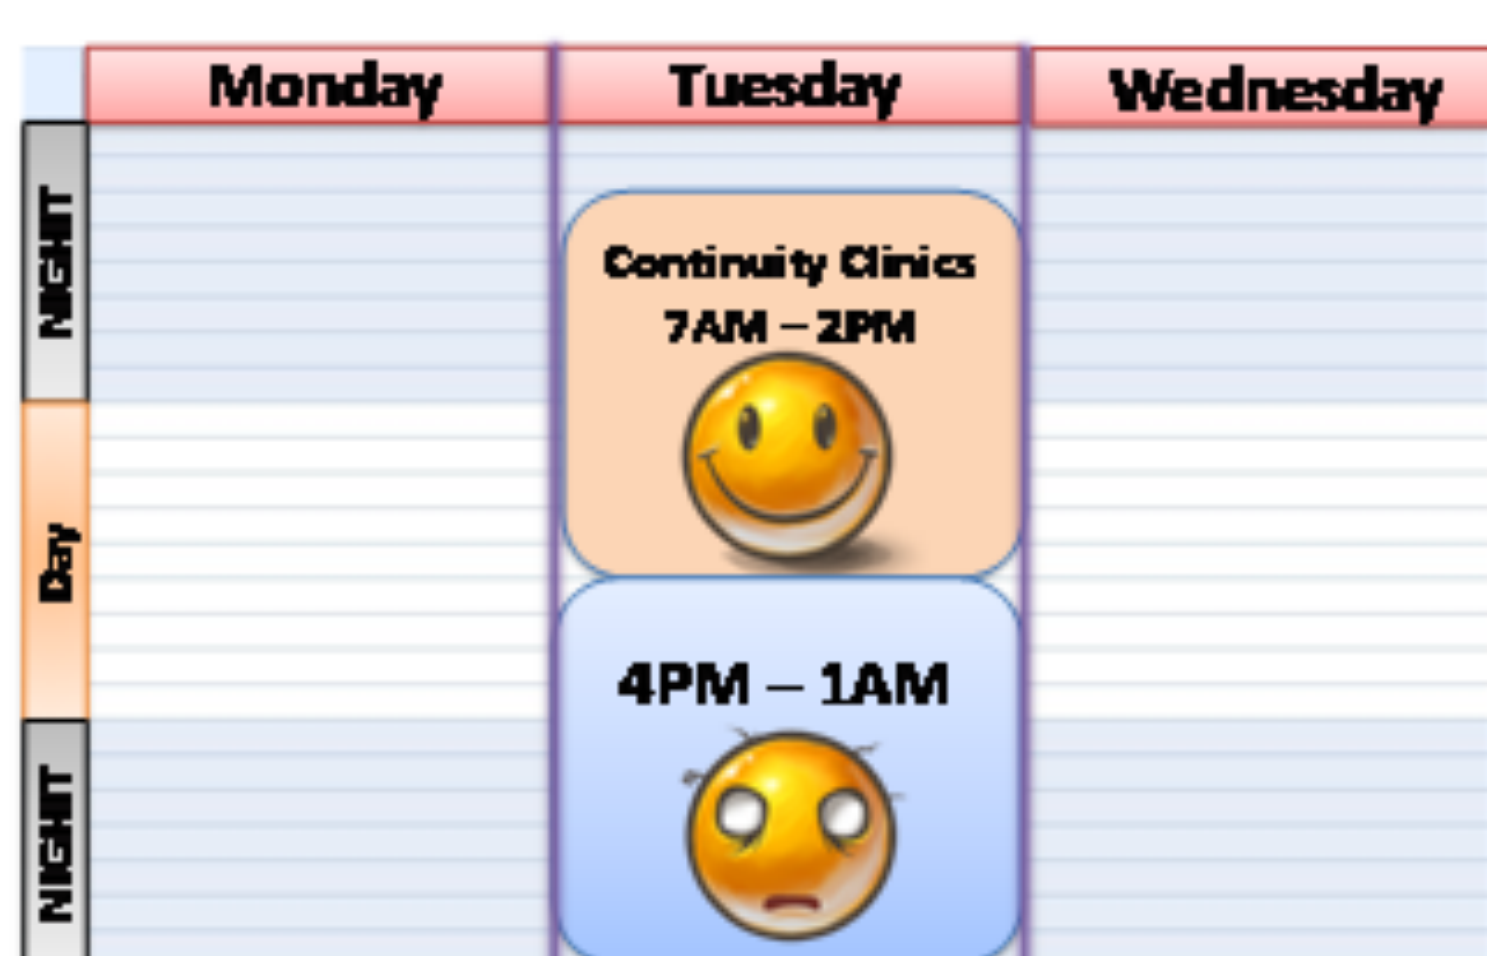 Monday Tuesday Wednesday
NIGHT
Continuity Clinics
7AM – 2PM
Day
4PM – 1AM
NIGHT